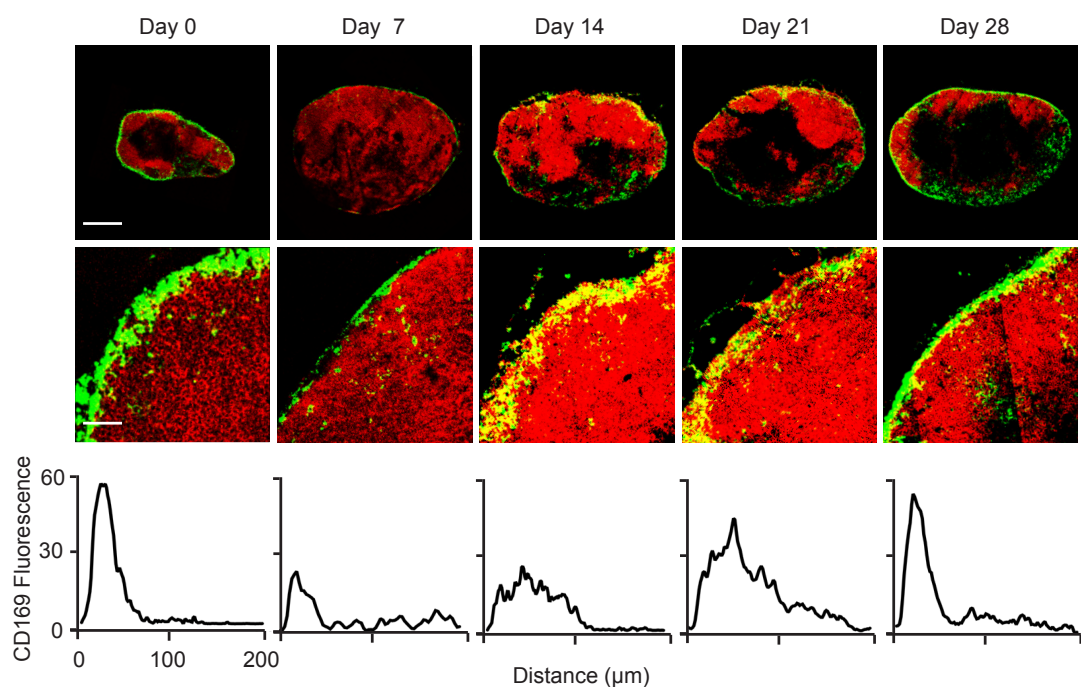 Day 0 Day 7 Day 14 Day 21 Day 28
CD169 Fluorescence
60
30
0
0 100 200
Distance (µm)